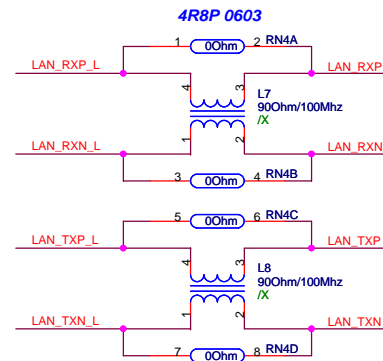 4R8P 0603
1 0Ohm 2 RN4A
LAN_RXP_L LAN_RXP
4 3 L7
90Ohm/100Mhz
/X
1 2
LAN_RXN_L LAN_RXN
3 0Ohm 4 RN4B
5 0Ohm 6 RN4C
LAN_TXP_L LAN_TXP
4 3 L8
90Ohm/100Mhz
/X
1 2
LAN_TXN_L LAN_TXN
7 0Ohm 8 RN4D